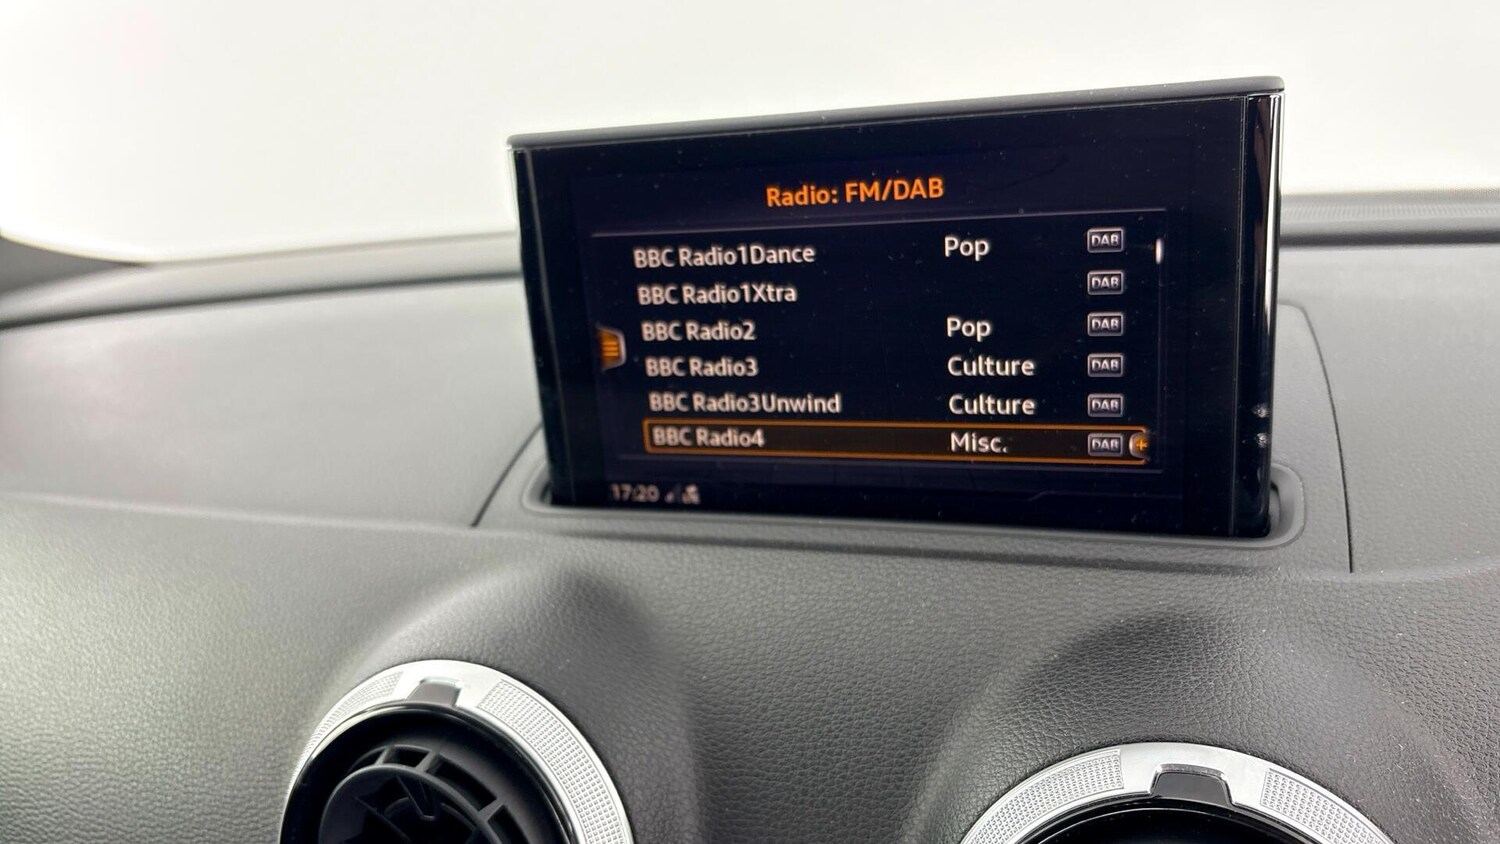 Radio: FM/DAB
BBC Radio1Dance Pop DAB
BBC Radio1Xtra DAB
BBC Radio2 Pop DAB
BBC Radio3 Culture DAB
BBC Radio3Unwind Culture DAB
BBC Radio4 Misc. DAB +
17:20